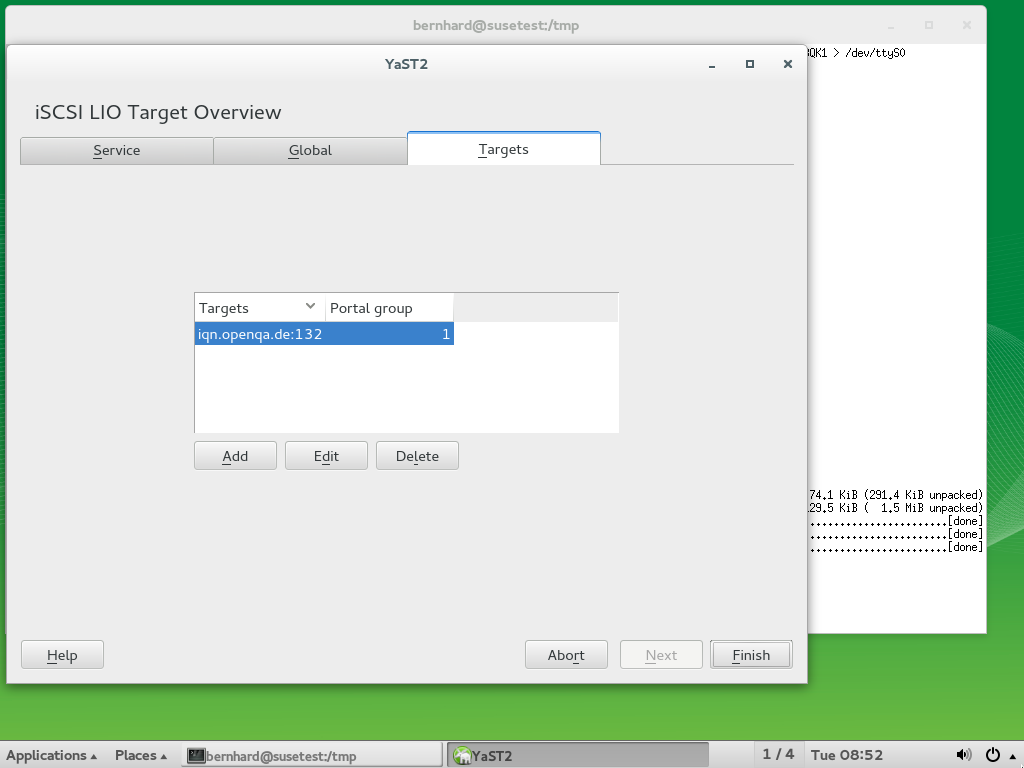 bernhard@susetest:/tmp
QK1 > /dev/ttyS0
YaST2
iSCSI LIO Target Overview
Service Global Targets
Targets Portal group
iqn.openqa.de:132 1
Add Edit Delete
74.1 KiB (291.4 KiB unpacked)
29.5 KiB ( 1.5 MiB unpacked)
.......................[done]
.......................[done]
.......................[done]
Help Abort Next Finish
Applications Places bernhard@susetest:/tmp YaST2 1 / 4 Tue 08:52